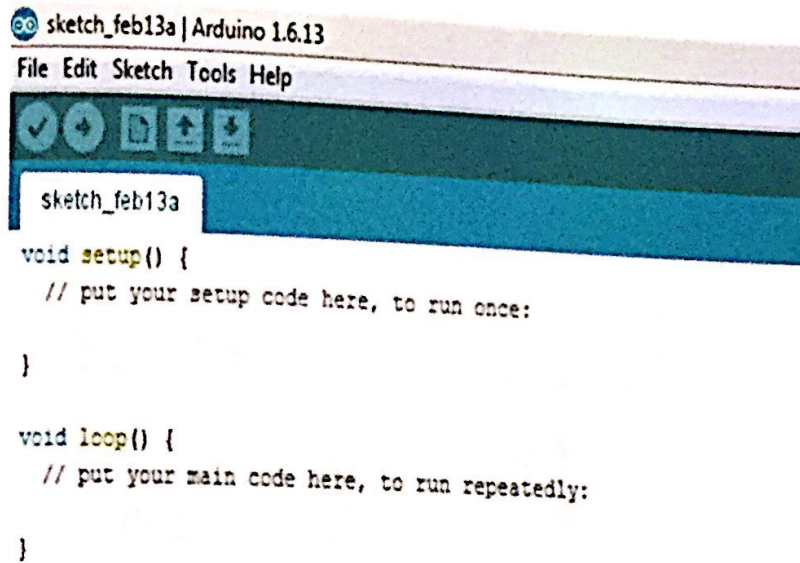 sketch_feb13a | Arduino 1.6.13
File Edit Sketch Tools Help
sketch_feb13a
void setup() {
// put your setup code here, to run once:
}
void loop() {
// put your main code here, to run repeatedly:
}